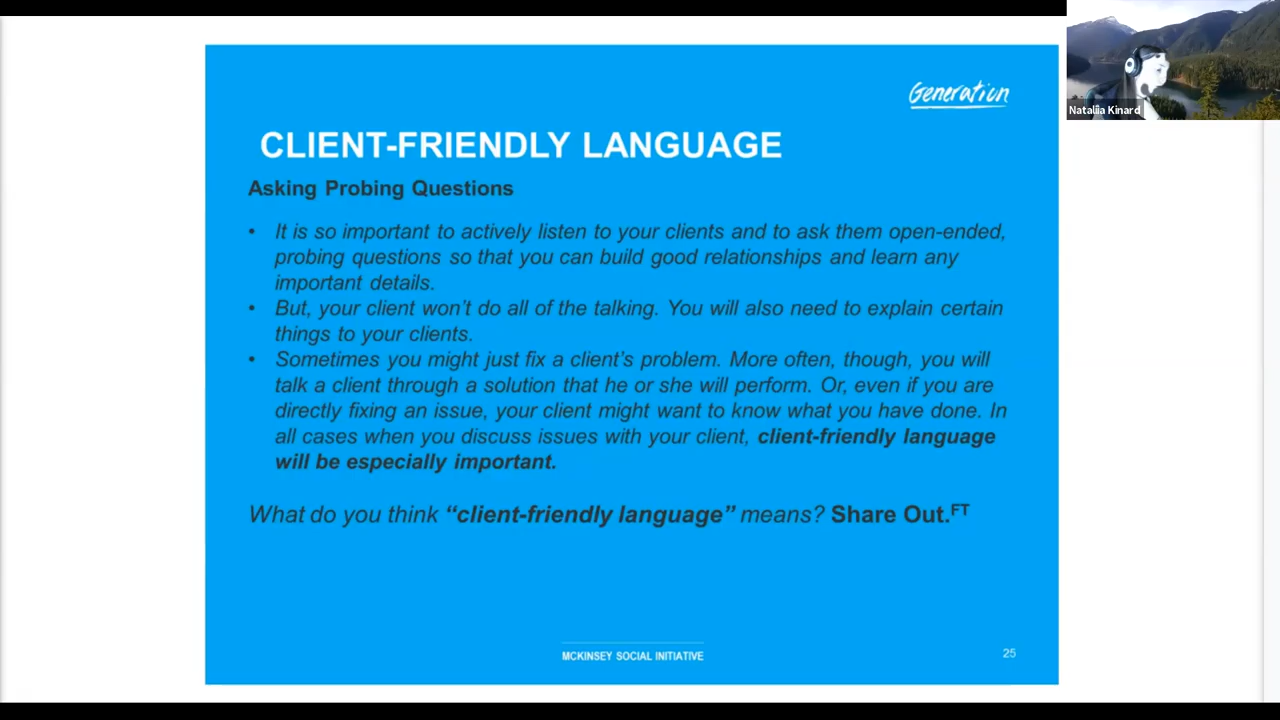 Generation
Nataliia Kinard
CLIENT-FRIENDLY LANGUAGE
Asking Probing Questions
• It is so important to actively listen to your clients and to ask them open-ended,
probing questions so that you can build good relationships and learn any
important details.
• But, your client won't do all of the talking. You will also need to explain certain
things to your clients.
• Sometimes you might just fix a client's problem. More often, though, you will
talk a client through a solution that he or she will perform. Or, even if you are
directly fixing an issue, your client might want to know what you have done. In
all cases when you discuss issues with your client, client-friendly language
will be especially important.
What do you think “client-friendly language” means? Share Out.FT
MCKINSEY SOCIAL INITIATIVE
25